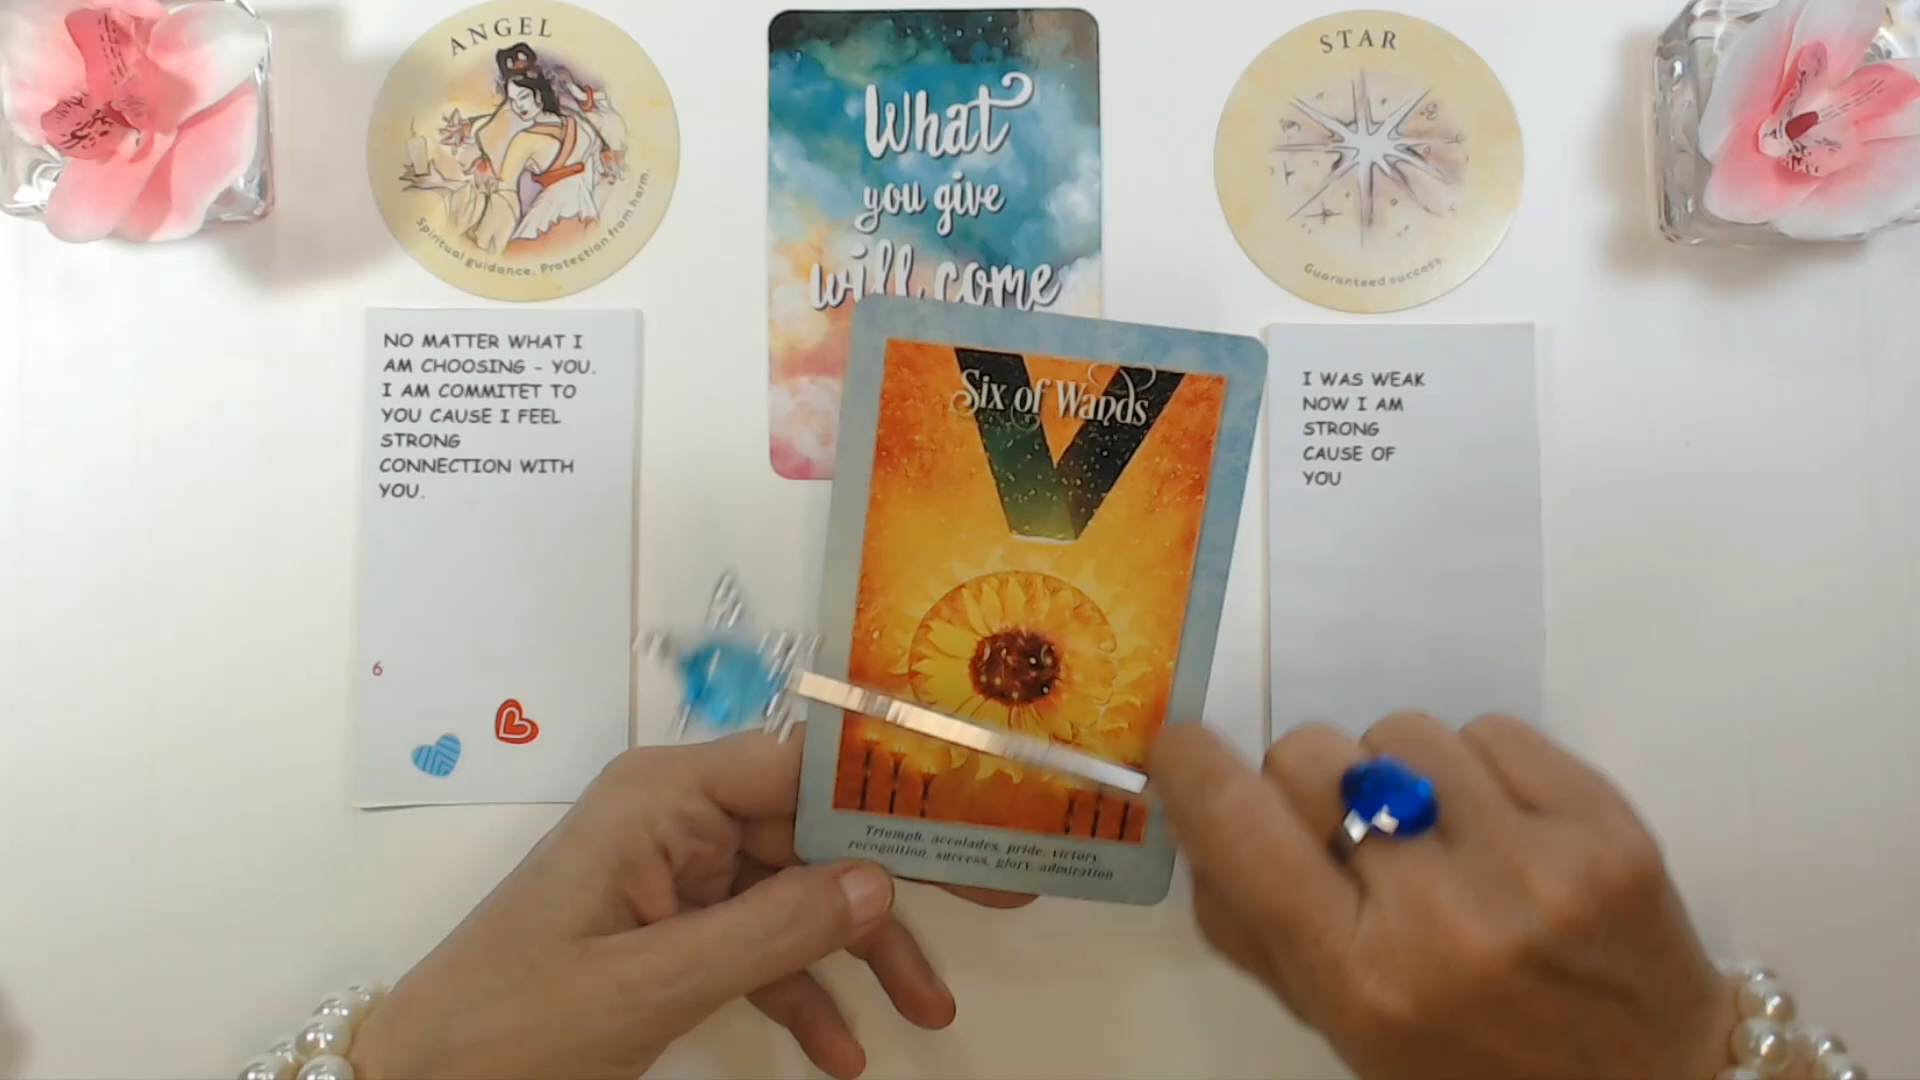 ANGEL
Spiritual guidance. Protection from harm.
What
you give
will come
STAR
Guaranteed success.
NO MATTER WHAT I
AM CHOOSING - YOU.
I AM COMMITET TO
YOU CAUSE I FEEL
STRONG
CONNECTION WITH
YOU.
6
Six of Wands
Triumph, accolades, pride, victory
recognition, success, glory, admiration
I WAS WEAK
NOW I AM
STRONG
CAUSE OF
YOU